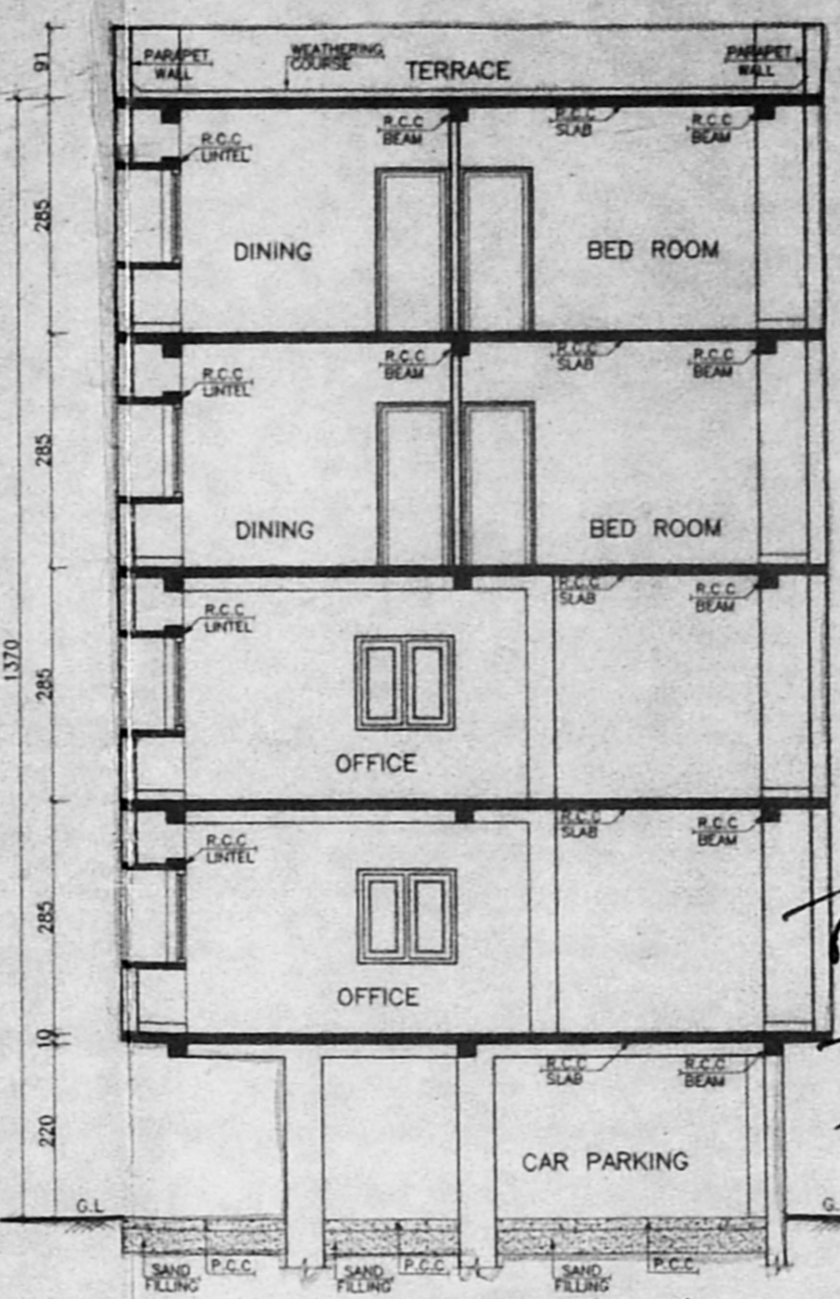 91
PARAPET
WALL
WEATHERING
COURSE
TERRACE
PARAPET
WALL
R.C.C
LINTEL
R.C.C
BEAM
R.C.C
SLAB
R.C.C
BEAM
285
DINING
BED ROOM
R.C.C
LINTEL
R.C.C
BEAM
R.C.C
SLAB
R.C.C
BEAM
285
DINING
BED ROOM
R.C.C
LINTEL
R.C.C
SLAB
R.C.C
BEAM
1370
285
OFFICE
R.C.C
LINTEL
R.C.C
SLAB
R.C.C
BEAM
285
OFFICE
10
R.C.C
SLAB
R.C.C
BEAM
220
CAR PARKING
G.L
G.
SAND
FILLING
P.C.C.
SAND
FILLING
P.C.C.
SAND
FILLING
P.C.C.